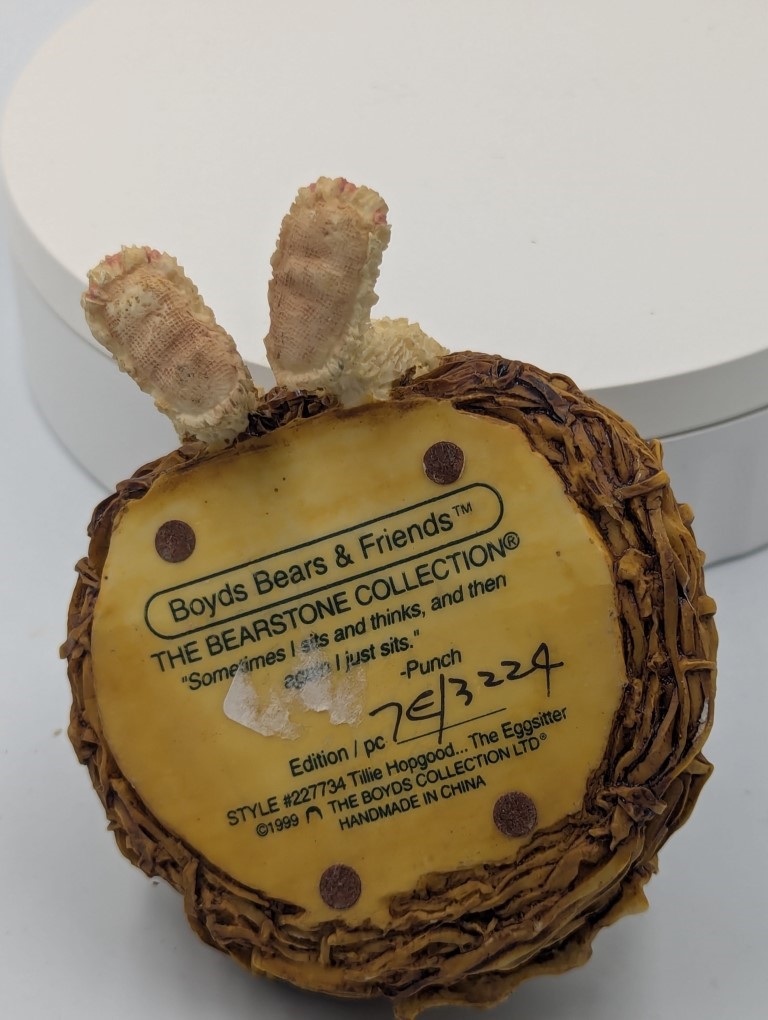 Boyds Bears & Friends™
THE BEARSTONE COLLECTION®
"Sometimes I sits and thinks, and then
again I just sits."
-Punch
Edition / pc 7E/3224
STYLE #227734 Tillie Hopgood... The Eggsitter
©1999 THE BOYDS COLLECTION LTD®
HANDMADE IN CHINA